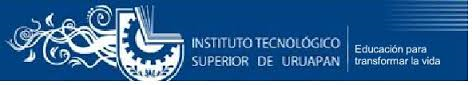 INSTITUTO TECNOLÓGICO
SUPERIOR DE URUAPAN
Educación para
transformar la vida